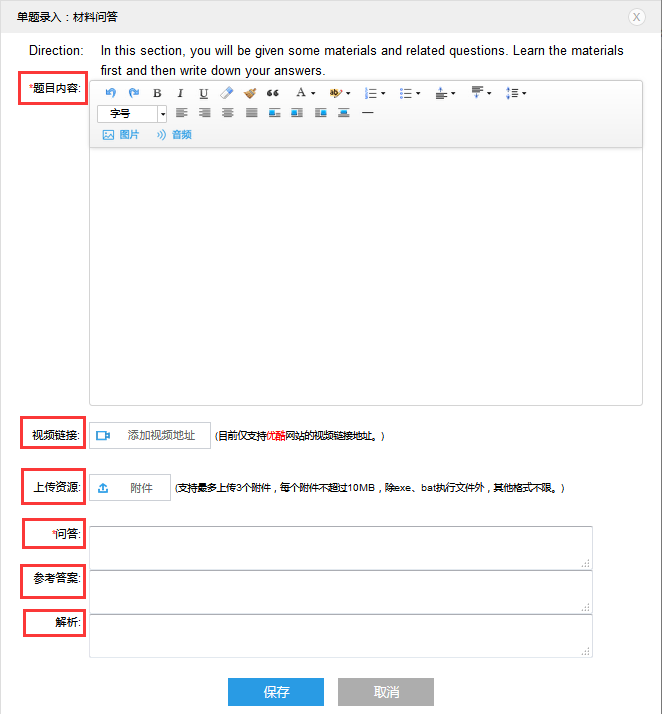 单题录入：材料问答
X
Direction: In this section, you will be given some materials and related questions. Learn the materials
first and then write down your answers.
*题目内容:
B I U A ab
字号
图片 音频
视频链接: 添加视频地址 (目前仅支持优酷网站的视频链接地址。)
上传资源: 附件 (支持最多上传3个附件，每个附件不超过10MB，除exe、bat执行文件外，其他格式不限。)
*问答:
参考答案:
解析:
保存 取消